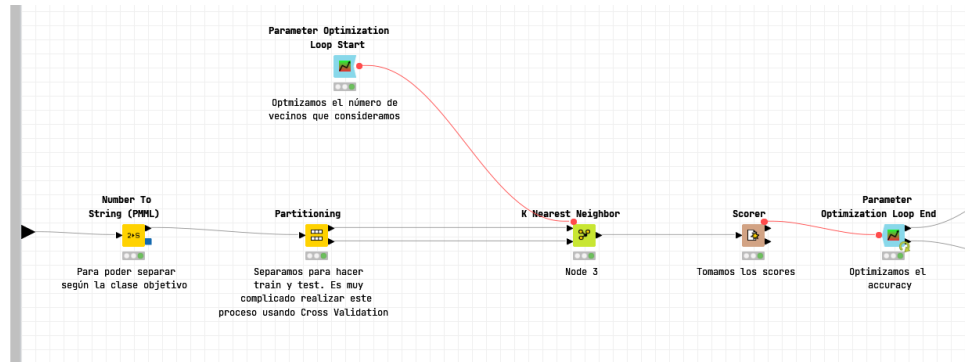 Parameter Optimization
Loop Start
Optmizamos el número de
vecinos que consideramos
Number To
String (PMML)
2→S
Para poder separar
según la clase objetivo
Partitioning
Separamos para hacer
train y test. Es muy
complicado realizar este
proceso usando Cross Validation
K Nearest Neighbor
Node 3
Scorer
Tomamos los scores
Parameter
Optimization Loop End
Optimizamos el
accuracy